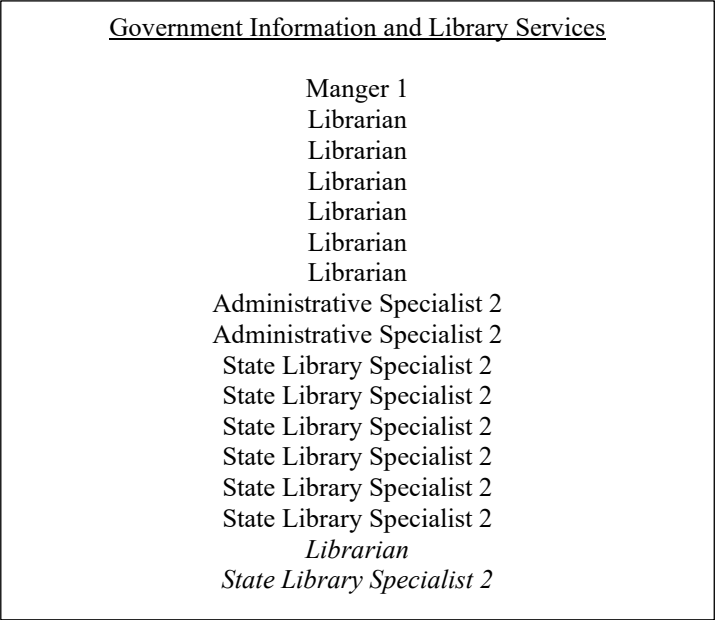 Government Information and Library Services
Manger 1
Librarian
Librarian
Librarian
Librarian
Librarian
Librarian
Administrative Specialist 2
Administrative Specialist 2
State Library Specialist 2
State Library Specialist 2
State Library Specialist 2
State Library Specialist 2
State Library Specialist 2
State Library Specialist 2
Librarian
State Library Specialist 2